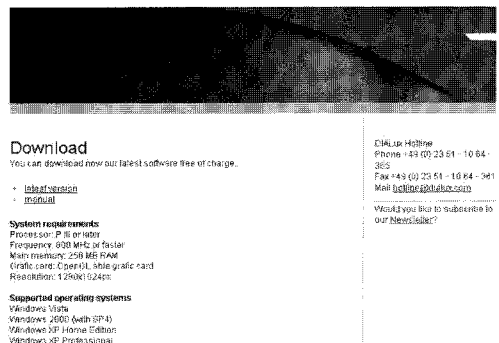 Download
You can download now our latest software free of charge.
latest version
manual
System requirements
Processor: P III or later
Frequency: 800 MHz or faster
Main memory: 256 MB RAM
Grafic card: OpenGL able grafic card
Resolution: 1280x1024px
Supported operating systems
Windows Vista
Windows 2000 (with SP4)
Windows XP Home Edition
Windows XP Professional
DIALux Hotline
Phone +49 (0) 23 51 - 10 64 -
365
Fax +49 (0) 23 51 - 10 64 - 361
Mail hotline@dialux.com
Would you like to subscribe to
our Newsletter?